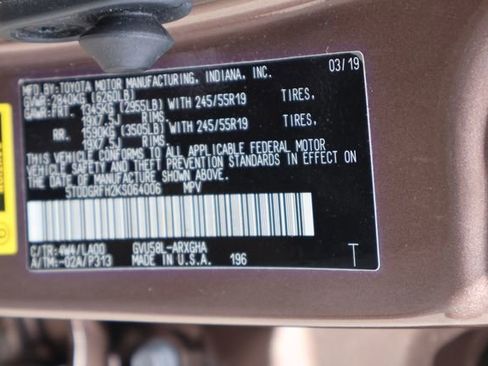 MFD.BY:TOYOTA MOTOR MANUFACTURING, INDIANA, INC. 03/19
GVWR: 2840KG (6260LB)
GAWR:FRT. 1345KG (2955LB) WITH 245/55R19 TIRES,
19X7.5J RIMS.
RR. 1590KG (3505LB) WITH 245/55R19 TIRES,
19X7.5J RIMS.
THIS VEHICLE CONFORMS TO ALL APPLICABLE FEDERAL MOTOR
VEHICLE SAFETY AND THEFT PREVENTION STANDARDS IN EFFECT
ON THE DATE OF MANUFACTURE SHOWN ABOVE.
5TDDGRFH2KS064006 MPV
C/TR: 4W4/LA00 GVU58L-ARXGHA
A/TM: -02A/P313 MADE IN U.S.A. 196 T